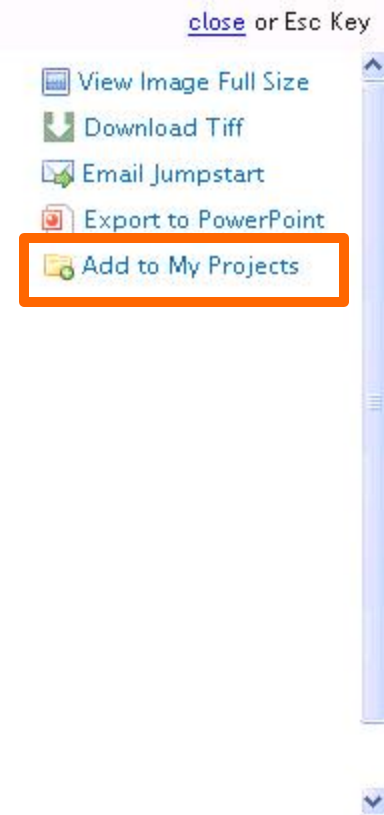 close or Esc Key
View Image Full Size
Download Tiff
Email Jumpstart
Export to PowerPoint
Add to My Projects